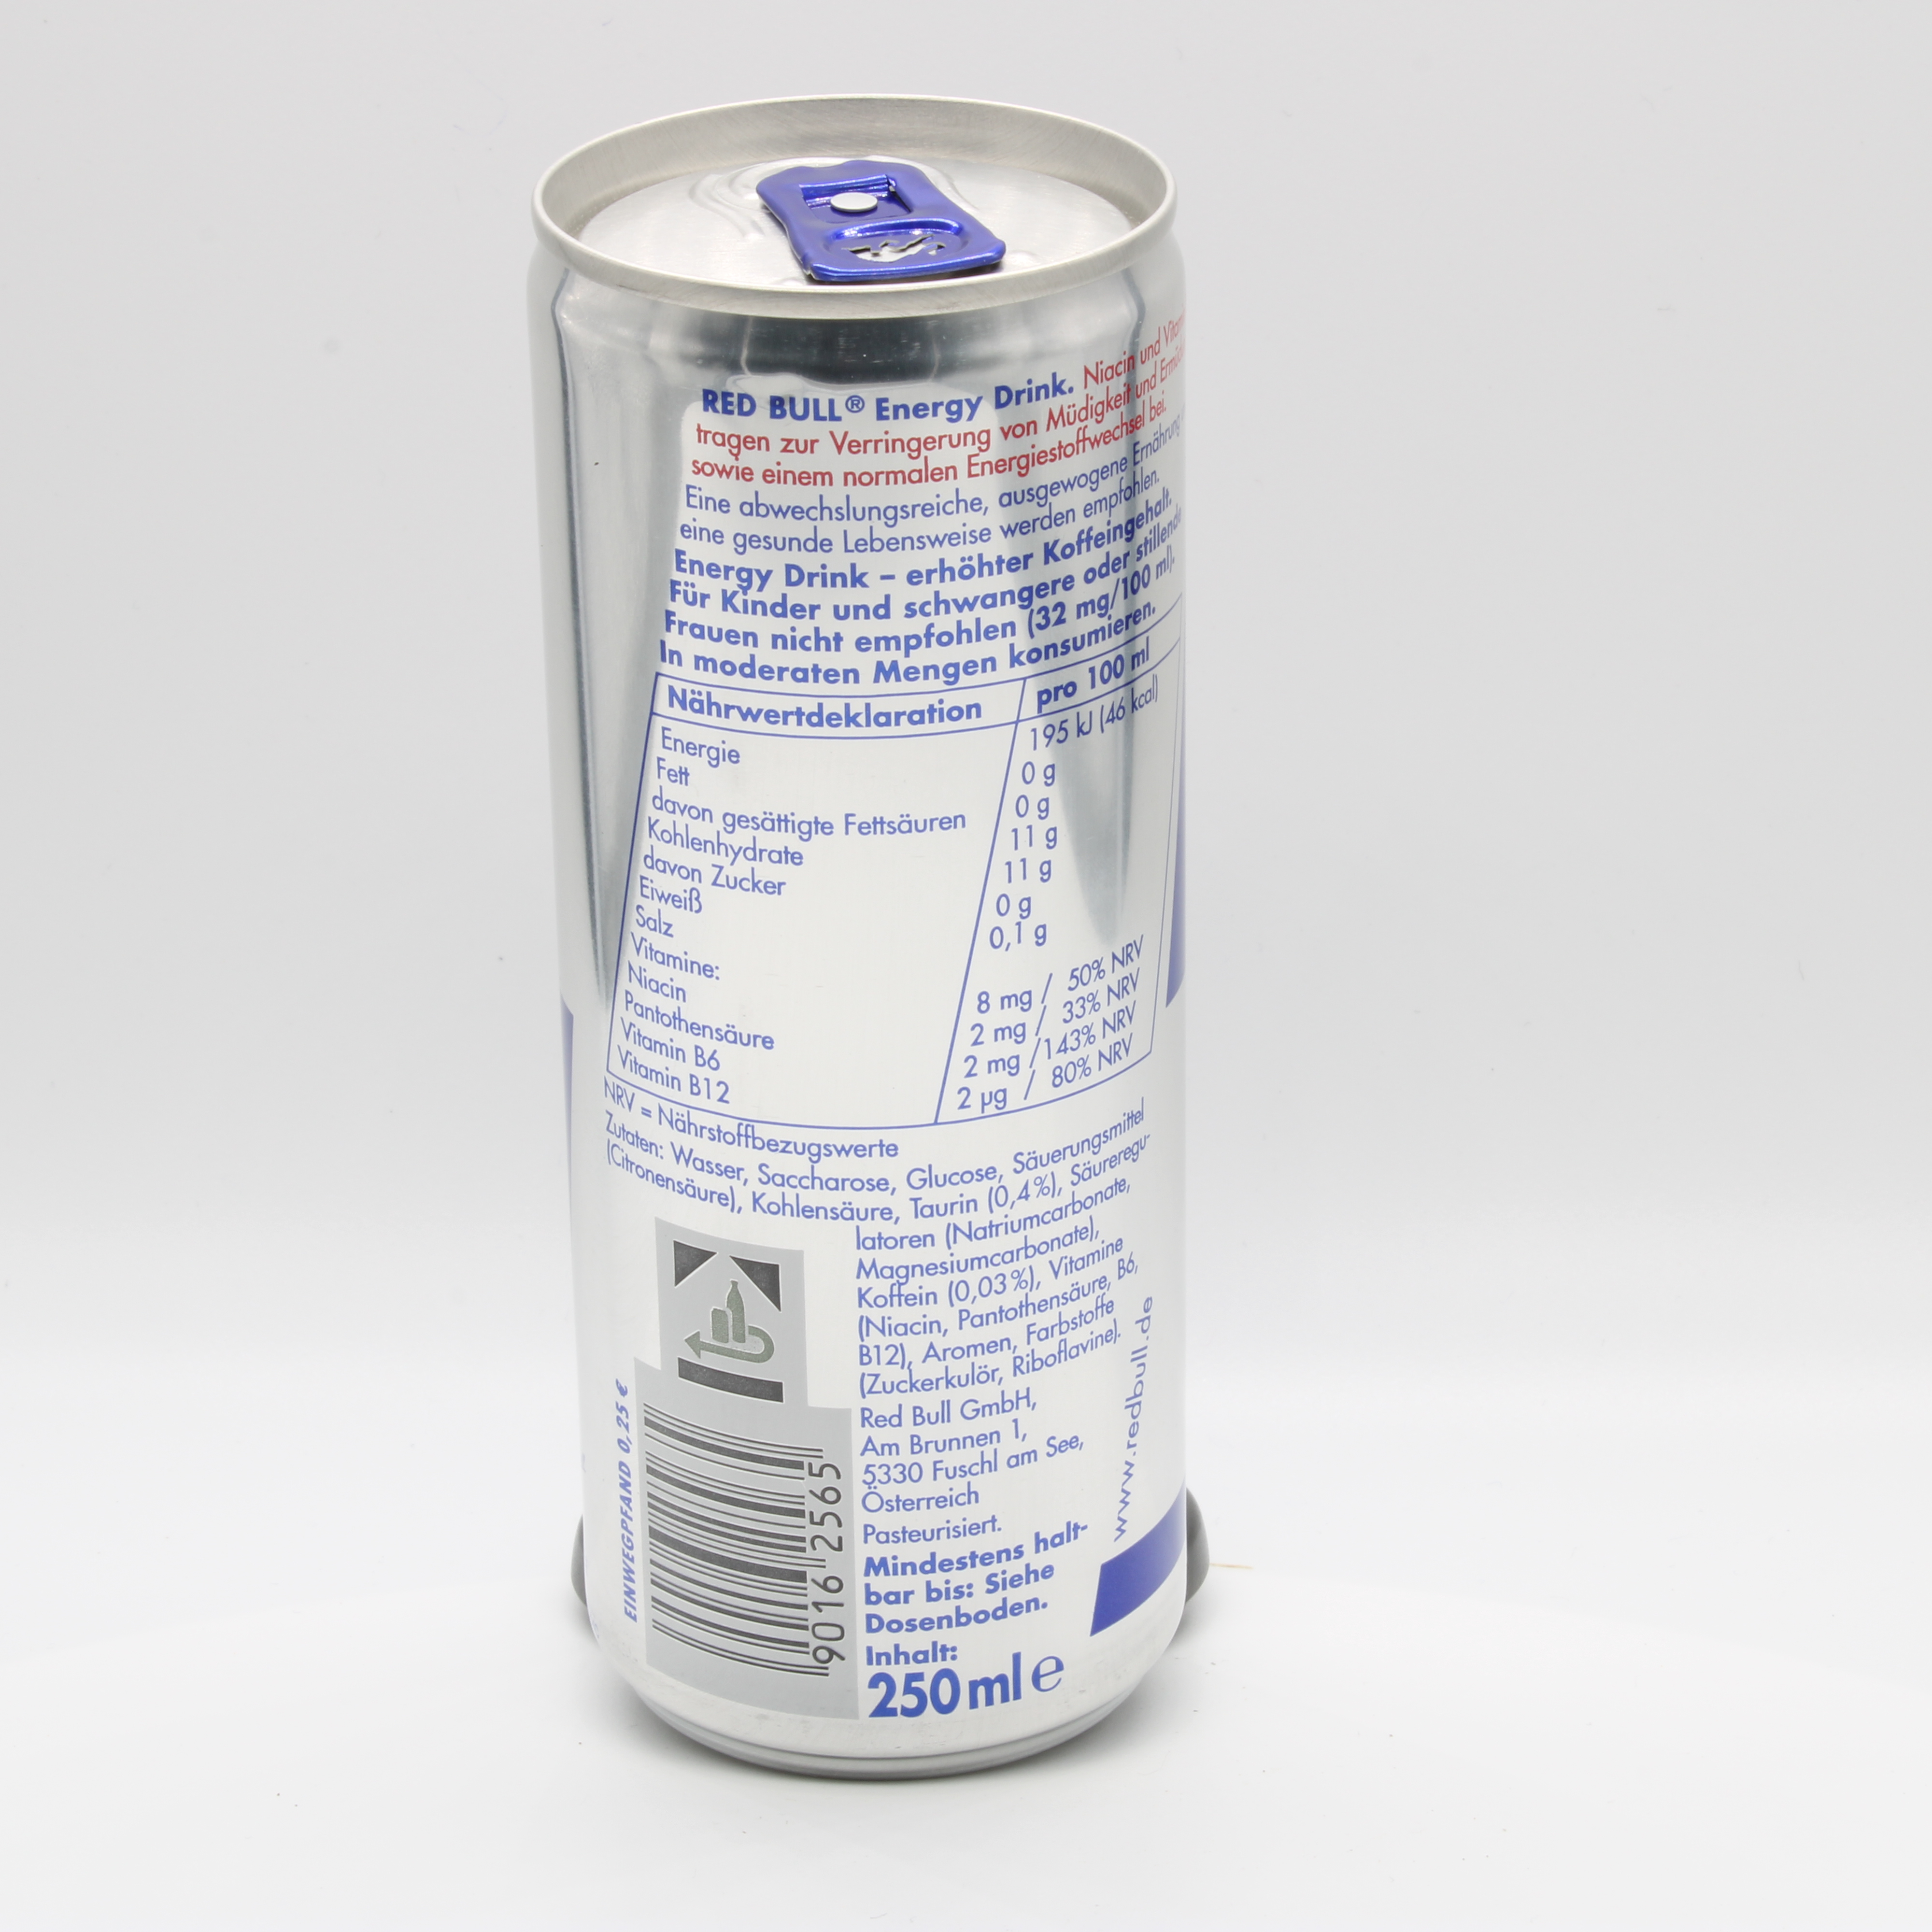 RED BULL® Energy Drink. Niacin und
tragen zur Verringerung von Müdigkeit und
sowie einem normalen Energiestoffwechsel bei.
Eine abwechslungsreiche, ausgewogene Ernährung
eine gesunde Lebensweise werden empfohlen.
Energy Drink – erhöhter Koffeingehalt.
Für Kinder und schwangere oder stillende
Frauen nicht empfohlen (32 mg/100 ml).
In moderaten Mengen konsumieren.
Nährwertdeklaration pro 100 ml
Energie 195 kJ (46 kcal)
Fett 0 g
davon gesättigte Fettsäuren 0 g
Kohlenhydrate 11 g
davon Zucker 11 g
Eiweiß 0 g
Salz 0,1 g
Vitamine:
Niacin 8 mg / 50% NRV
Pantothensäure 2 mg / 33% NRV
Vitamin B6 2 mg /143% NRV
Vitamin B12 2 µg / 80% NRV
NRV = Nährstoffbezugswerte
Zutaten: Wasser, Saccharose, Glucose, Säuerungsmittel
(Citronensäure), Kohlensäure, Taurin (0,4%), Säureregu-
latoren (Natriumcarbonate,
Magnesiumcarbonate),
Koffein (0,03%), Vitamine
(Niacin, Pantothensäure, B6,
B12), Aromen, Farbstoffe
(Zuckerkulör, Riboflavine).
Red Bull GmbH,
Am Brunnen 1,
5330 Fuschl am See,
Österreich
Pasteurisiert.
Mindestens halt-
bar bis: Siehe
Dosenboden.
Inhalt:
250 ml e
www.redbull.de
EINWEGPFAND 0,25 €
9016 2565